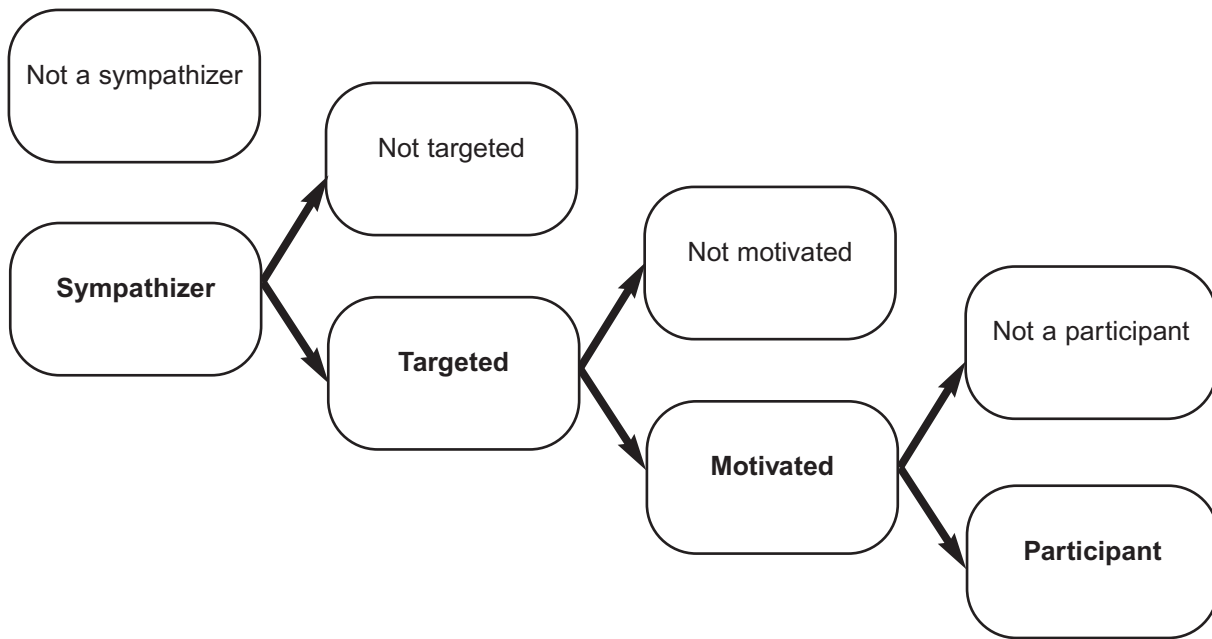 Not a sympathizer
Sympathizer
Not targeted
Targeted
Not motivated
Motivated
Not a participant
Participant